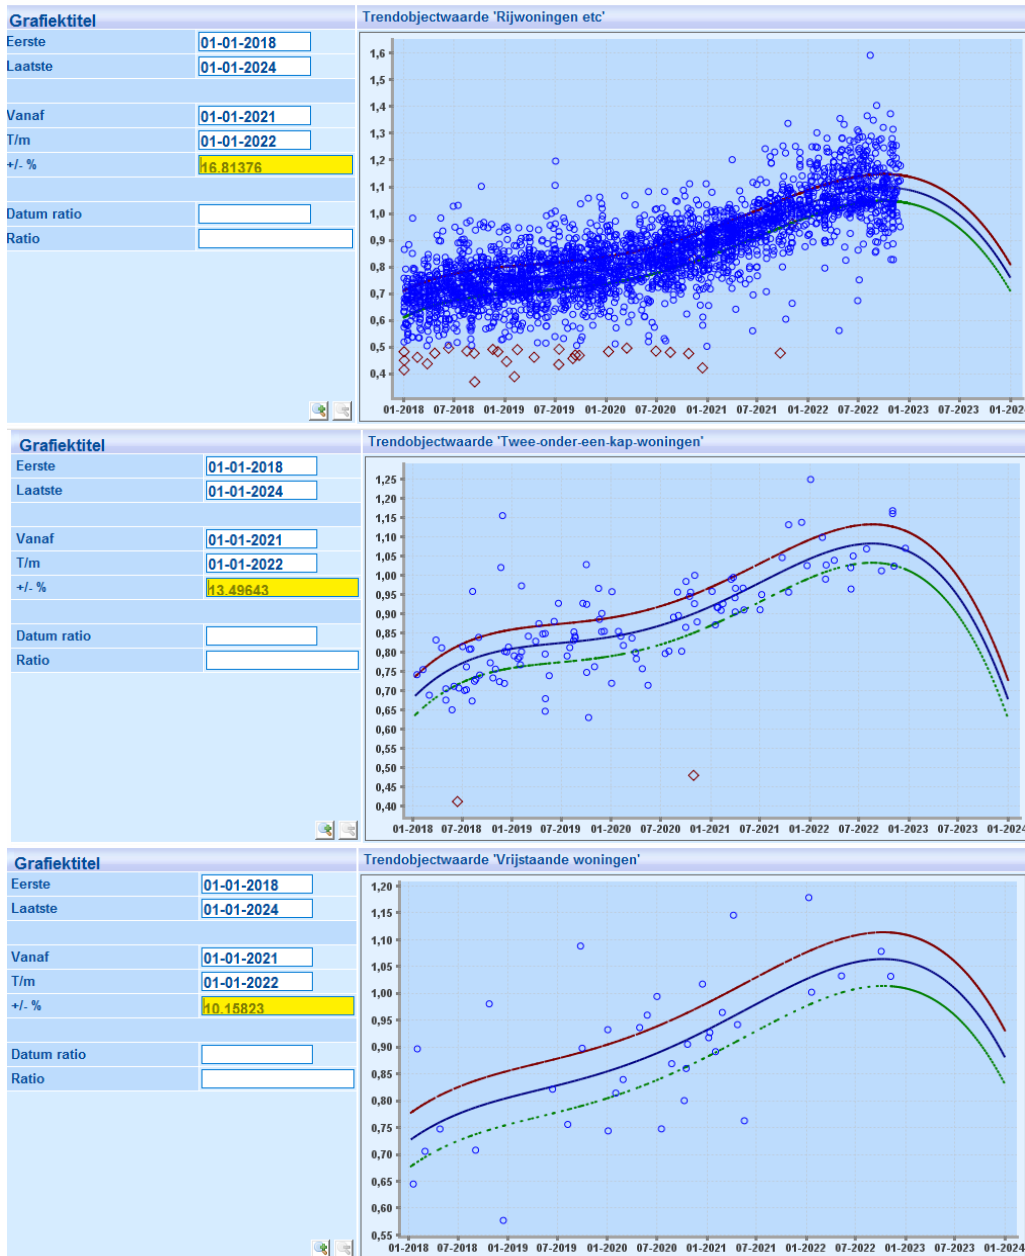 Grafiektitel
Trendobjectwaarde 'Rijwoningen etc'
Eerste 01-01-2018
Laatste 01-01-2024
Vanaf 01-01-2021
T/m 01-01-2022
+/- % 16.81376
Datum ratio
Ratio
1,6
1,5
1,4
1,3
1,2
1,1
1,0
0,9
0,8
0,7
0,6
0,5
0,4
01-2018 07-2018 01-2019 07-2019 01-2020 07-2020 01-2021 07-2021 01-2022 07-2022 01-2023 07-2023 01-202
Grafiektitel
Trendobjectwaarde 'Twee-onder-een-kap-woningen'
Eerste 01-01-2018
Laatste 01-01-2024
Vanaf 01-01-2021
T/m 01-01-2022
+/- % 13.49643
Datum ratio
Ratio
1,25
1,20
1,15
1,10
1,05
1,00
0,95
0,90
0,85
0,80
0,75
0,70
0,65
0,60
0,55
0,50
0,45
0,40
01-2018 07-2018 01-2019 07-2019 01-2020 07-2020 01-2021 07-2021 01-2022 07-2022 01-2023 07-2023 01-2024
Grafiektitel
Trendobjectwaarde 'Vrijstaande woningen'
Eerste 01-01-2018
Laatste 01-01-2024
Vanaf 01-01-2021
T/m 01-01-2022
+/- % 10.15823
Datum ratio
Ratio
1,20
1,15
1,10
1,05
1,00
0,95
0,90
0,85
0,80
0,75
0,70
0,65
0,60
0,55
01-2018 07-2018 01-2019 07-2019 01-2020 07-2020 01-2021 07-2021 01-2022 07-2022 01-2023 07-2023 01-202